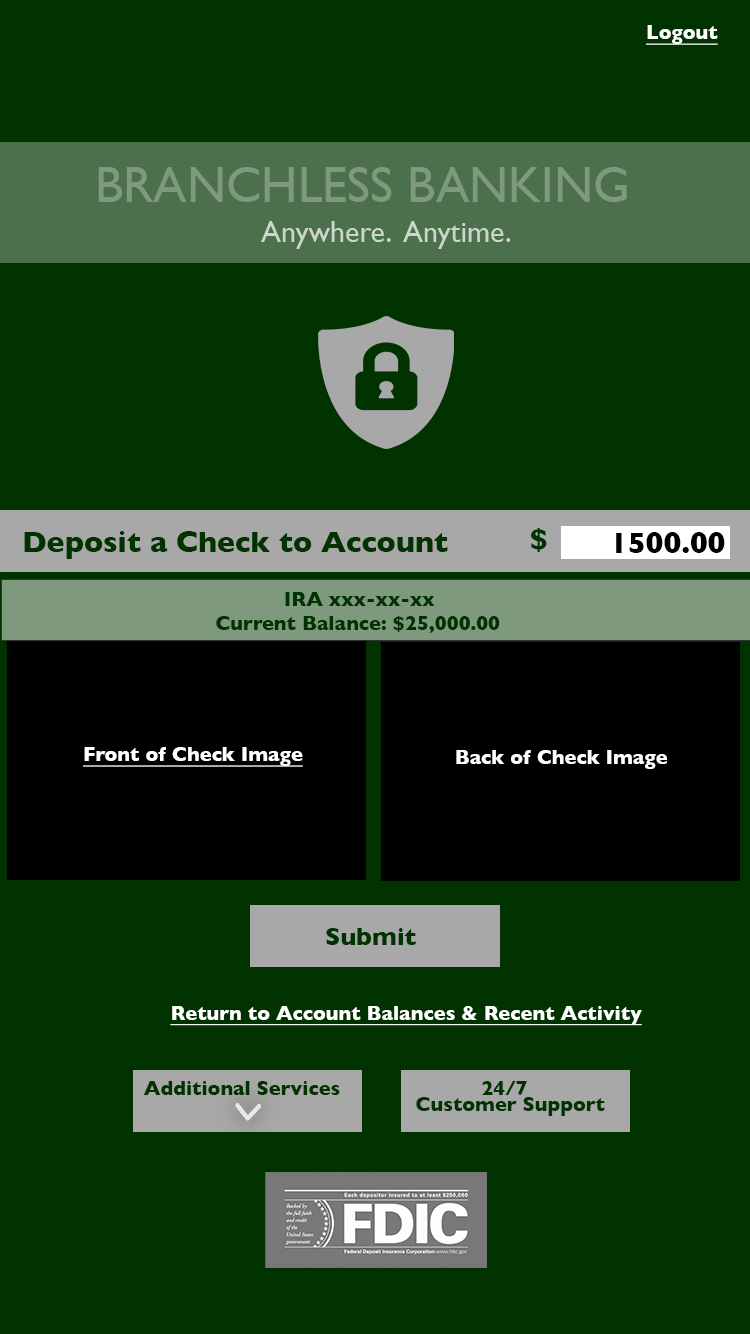 Logout
BRANCHLESS BANKING
Anywhere. Anytime.
Deposit a Check to Account $ 1500.00
IRA xxx-xx-xx
Current Balance: $25,000.00
Front of Check Image
Back of Check Image
Submit
Return to Account Balances & Recent Activity
Additional Services
24/7
Customer Support
Each depositor insured to at least $250,000
Backed by
the full faith
and credit
of the
United States
government
FDIC
Federal Deposit Insurance Corporation • www.fdic.gov